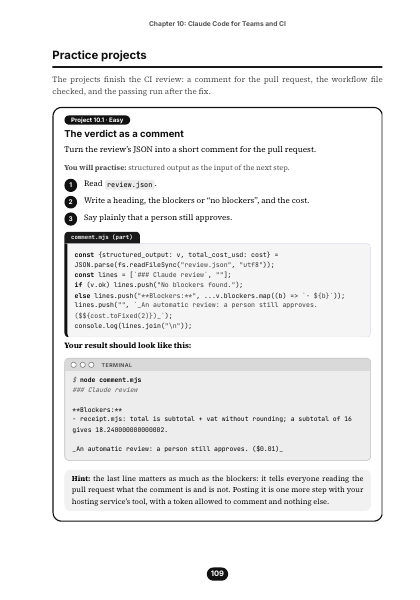 Chapter 10: Claude Code for Teams and CI
Practice projects
The projects finish the CI review: a comment for the pull request, the workflow file
checked, and the passing run after the fix.
Project 10.1 · Easy
The verdict as a comment
Turn the review's JSON into a short comment for the pull request.
You will practise: structured output as the input of the next step.
1 Read review.json.
2 Write a heading, the blockers or "no blockers", and the cost.
3 Say plainly that a person still approves.
comment.mjs (part)
const {structured_output: v, total_cost_usd: cost} =
JSON.parse(fs.readFileSync("review.json", "utf8"));
const lines = [`### Claude review`, ""];
if (v.ok) lines.push("No blockers found.");
else lines.push("**Blockers:**", ...v.blockers.map((b) => `- ${b}`));
lines.push("", `_An automatic review: a person still approves.
($${cost.toFixed(2)})_`);
console.log(lines.join("\n"));
Your result should look like this:
TERMINAL
$ node comment.mjs
### Claude review
**Blockers:**
- receipt.mjs: total is subtotal + vat without rounding; a subtotal of 16
gives 18.240000000000002.
_An automatic review: a person still approves. ($0.01)_
Hint: the last line matters as much as the blockers: it tells everyone reading the
pull request what the comment is and is not. Posting it is one more step with your
hosting service's tool, with a token allowed to comment and nothing else.
109